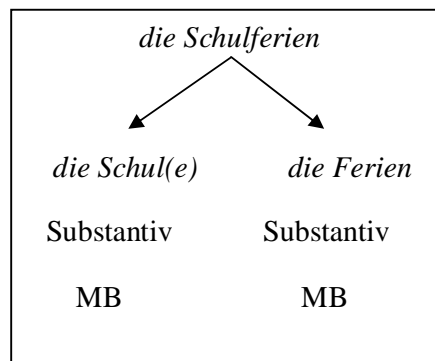 die Schulferien
die Schul(e) die Ferien
Substantiv Substantiv
MB MB